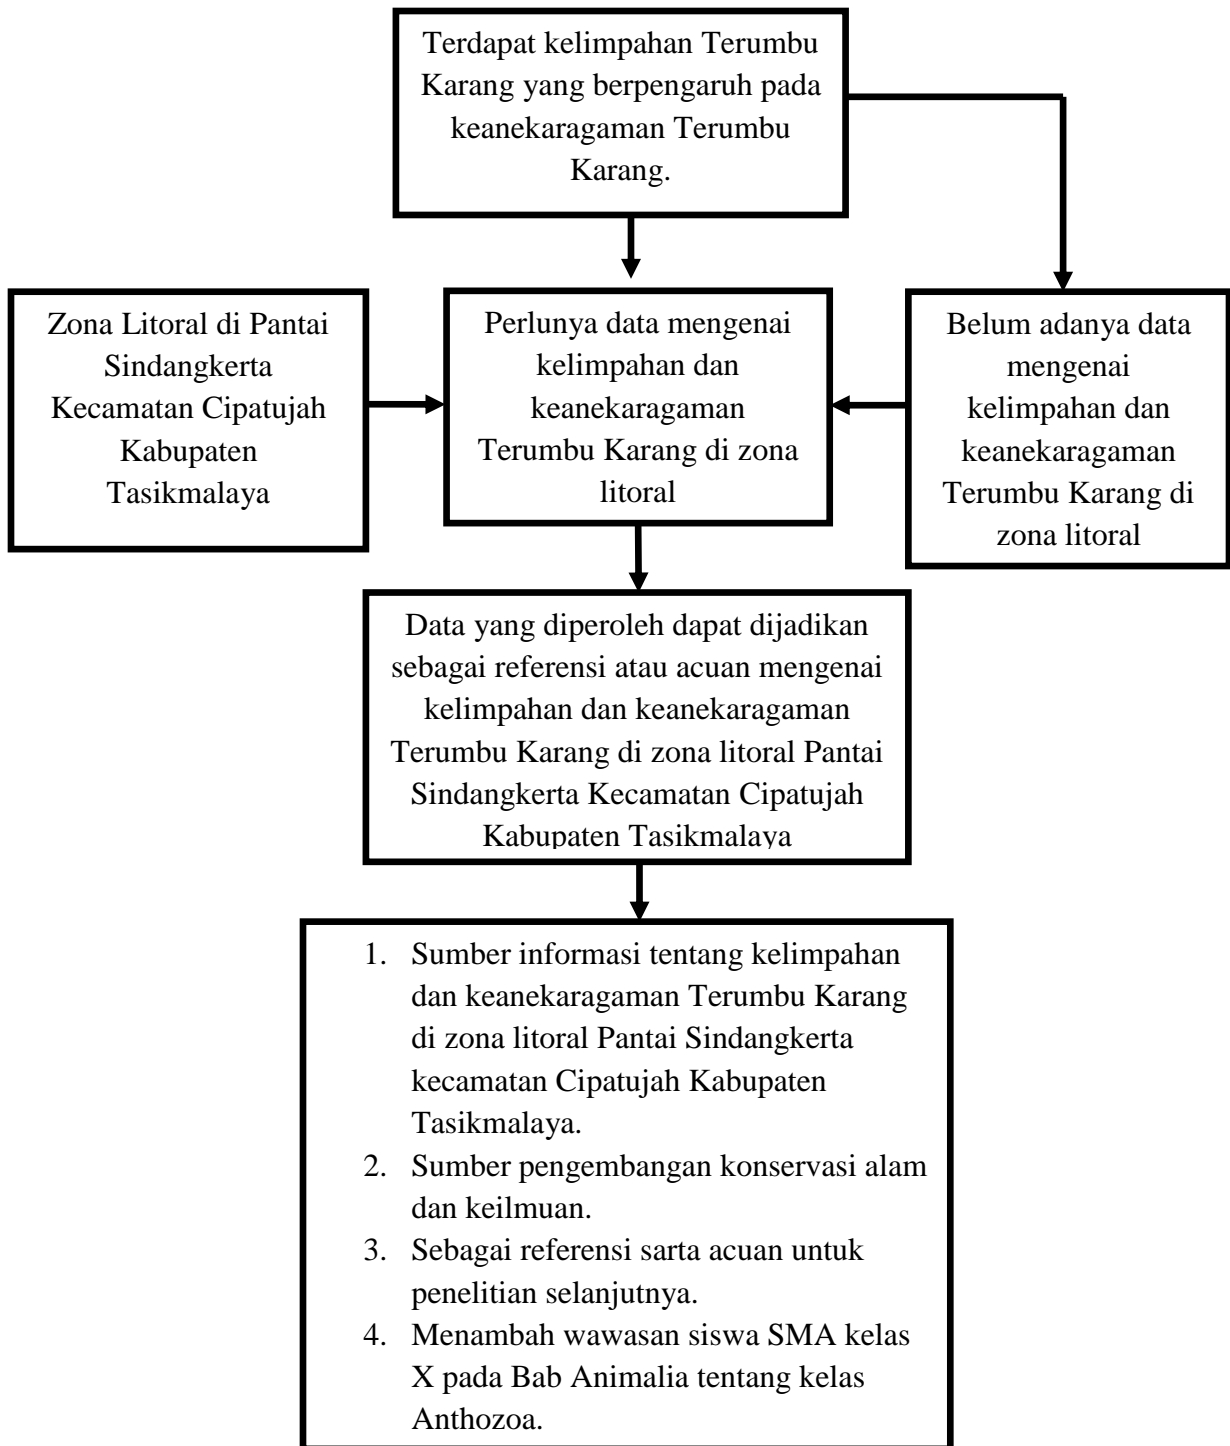 Terdapat kelimpahan Terumbu
Karang yang berpengaruh pada
keanekaragaman Terumbu
Karang.
Zona Litoral di Pantai
Sindangkerta
Kecamatan Cipatujah
Kabupaten
Tasikmalaya
Perlunya data mengenai
kelimpahan dan
keanekaragaman
Terumbu Karang di zona
litoral
Belum adanya data
mengenai
kelimpahan dan
keanekaragaman
Terumbu Karang di
zona litoral
Data yang diperoleh dapat dijadikan
sebagai referensi atau acuan mengenai
kelimpahan dan keanekaragaman
Terumbu Karang di zona litoral Pantai
Sindangkerta Kecamatan Cipatujah
Kabupaten Tasikmalaya
1. Sumber informasi tentang kelimpahan
dan keanekaragaman Terumbu Karang
di zona litoral Pantai Sindangkerta
kecamatan Cipatujah Kabupaten
Tasikmalaya.
2. Sumber pengembangan konservasi alam
dan keilmuan.
3. Sebagai referensi sarta acuan untuk
penelitian selanjutnya.
4. Menambah wawasan siswa SMA kelas
X pada Bab Animalia tentang kelas
Anthozoa.